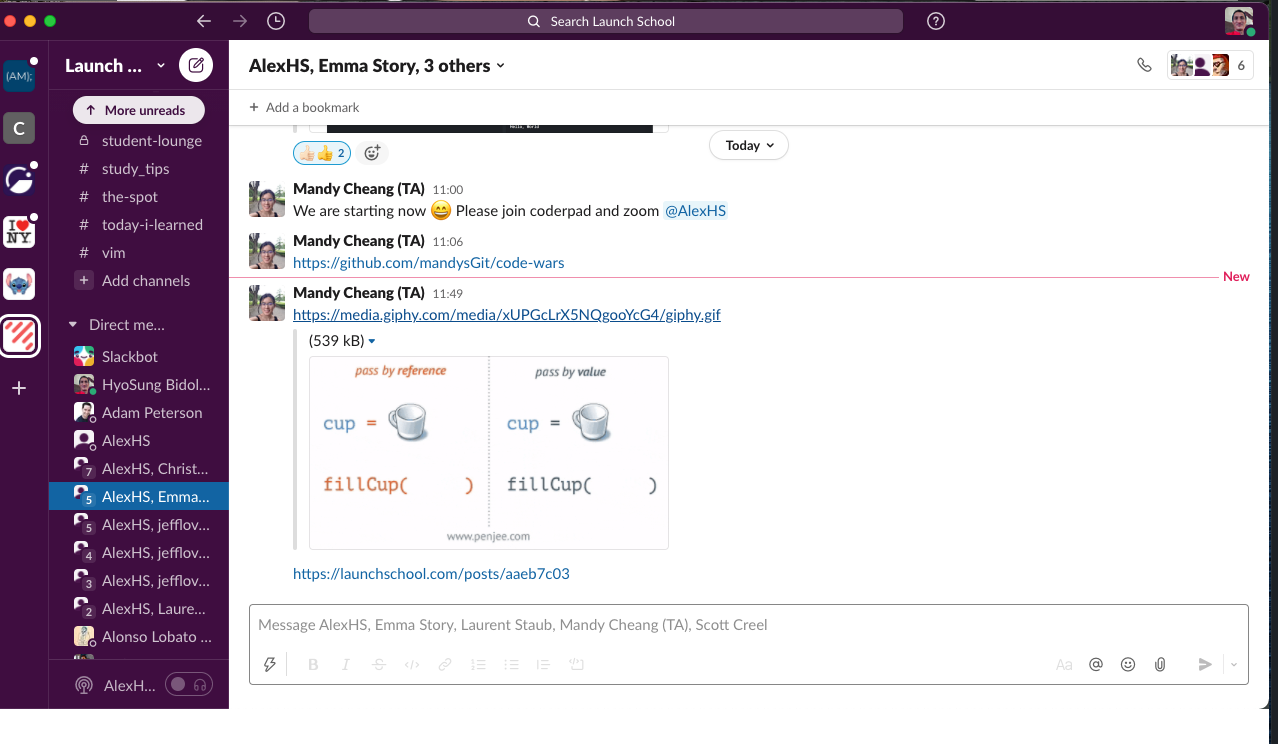 Search Launch School
(AM);
Launch ...
AlexHS, Emma Story, 3 others
6
More unreads
Add a bookmark
C
student-lounge
Hello, World
2
Today
# study_tips
# the-spot
Mandy Cheang (TA) 11:00
We are starting now 😄 Please join coderpad and zoom @AlexHS
I ❤ NY
# today-i-learned
# vim
Mandy Cheang (TA) 11:06
https://github.com/mandysGit/code-wars
+ Add channels
New
Mandy Cheang (TA) 11:49
https://media.giphy.com/media/xUPGcLrX5NQgooYcG4/giphy.gif
(539 kB)
pass by reference
pass by value
cup =
cup =
fillCup( )
fillCup( )
www.penjee.com
https://launchschool.com/posts/aaeb7c03
Direct me...
Slackbot
HyoSung Bidol...
Adam Peterson
AlexHS
7 AlexHS, Christ...
5 AlexHS, Emma...
5 AlexHS, jefflov...
4 AlexHS, jefflov...
3 AlexHS, jefflov...
2 AlexHS, Laure...
Alonso Lobato ...
AlexH...
Message AlexHS, Emma Story, Laurent Staub, Mandy Cheang (TA), Scott Creel
B I S </> Aa @